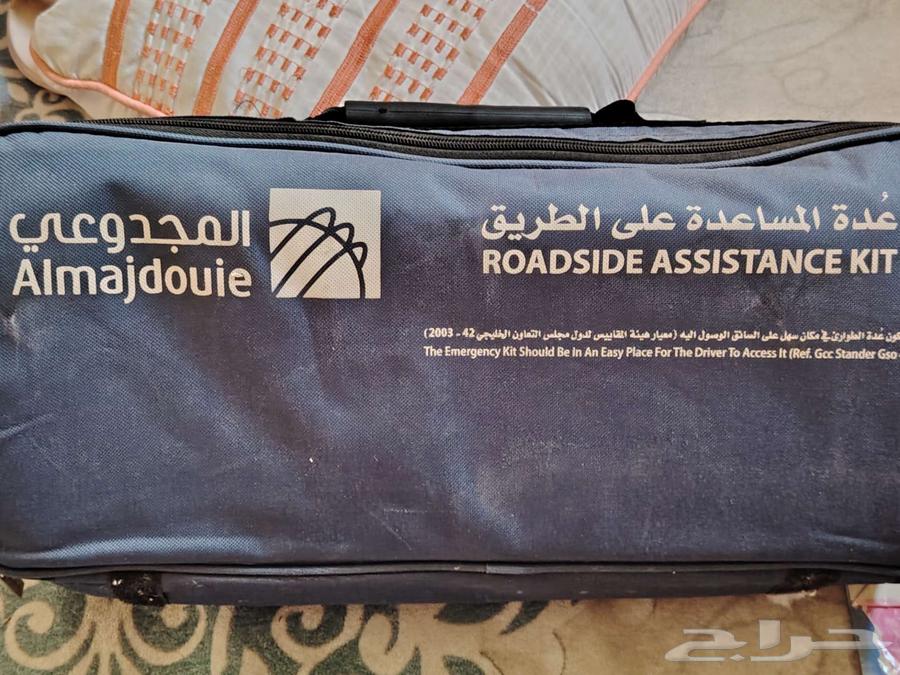 عُدة المساعدة على الطريق
ROADSIDE ASSISTANCE KIT
المجدوعي
Almajdouie
عُدة الطوارئ في مكان سهل على السائق الوصول اليه (معيار هيئة المقاييس لدول مجلس التعاون الخليجي 42 - 2003)
The Emergency Kit Should Be In An Easy Place For The Driver To Access It (Ref. Gcc Stander Gso
حراج